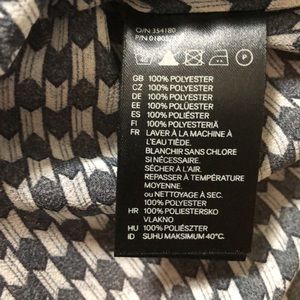 O/N 354180
P/N
GB 100% POLYESTER
CZ 100% POLYESTER
DE 100% POLYESTER
EE 100% POLÜESTER
ES 100% POLIÉSTER
FI 100% POLYESTERIÄ
FR LAVER À LA MACHINE À
L'EAU TIÈDE.
BLANCHIR SANS CHLORE
SI NÉCESSAIRE.
SÉCHER À L'AIR.
REPASSER À TEMPÉRATURE
MOYENNE.
ou NETTOYAGE À SEC.
100% POLYESTER
HR 100% POLIESTERSKO
VLAKNO
HU 100% POLIÉSZTER
ID SUHU MAKSIMUM 40°C.